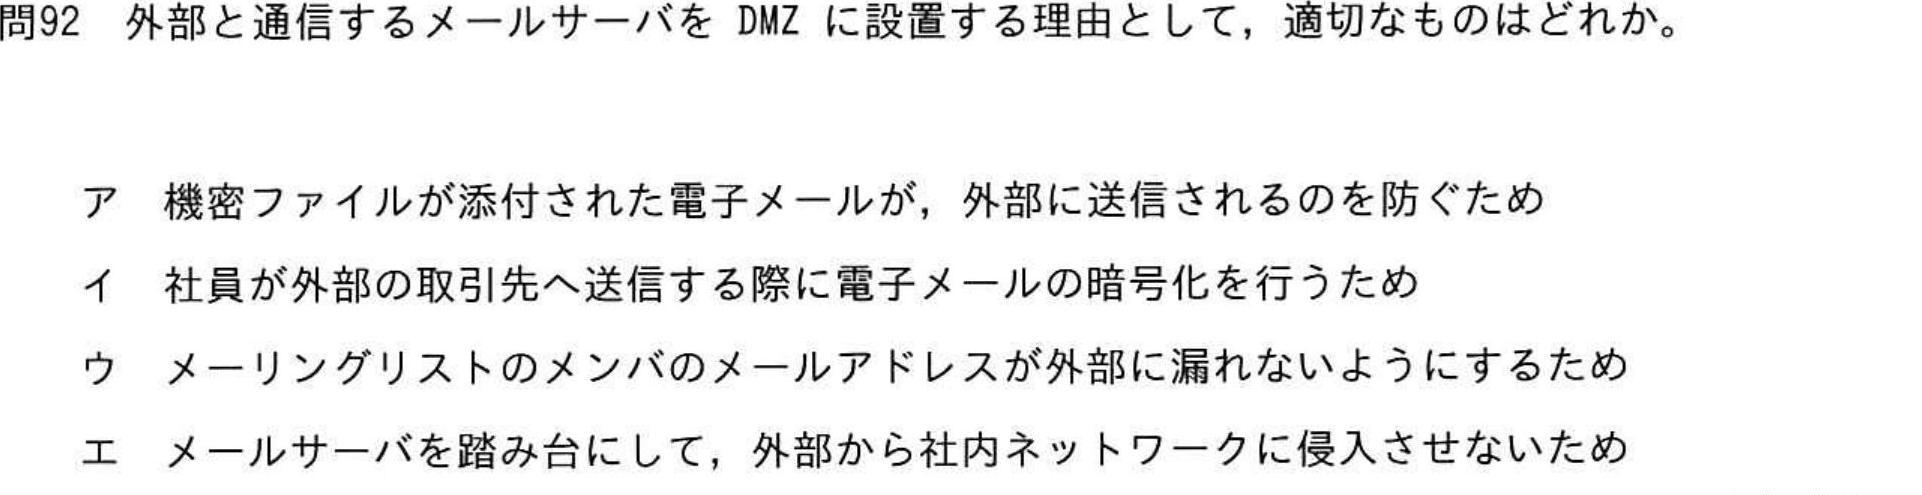 問92 外部と通信するメールサーバを DMZ に設置する理由として，適切なものはどれか。
ア 機密ファイルが添付された電子メールが，外部に送信されるのを防ぐため
イ 社員が外部の取引先へ送信する際に電子メールの暗号化を行うため
ウ メーリングリストのメンバのメールアドレスが外部に漏れないようにするため
エ メールサーバを踏み台にして，外部から社内ネットワークに侵入させないため